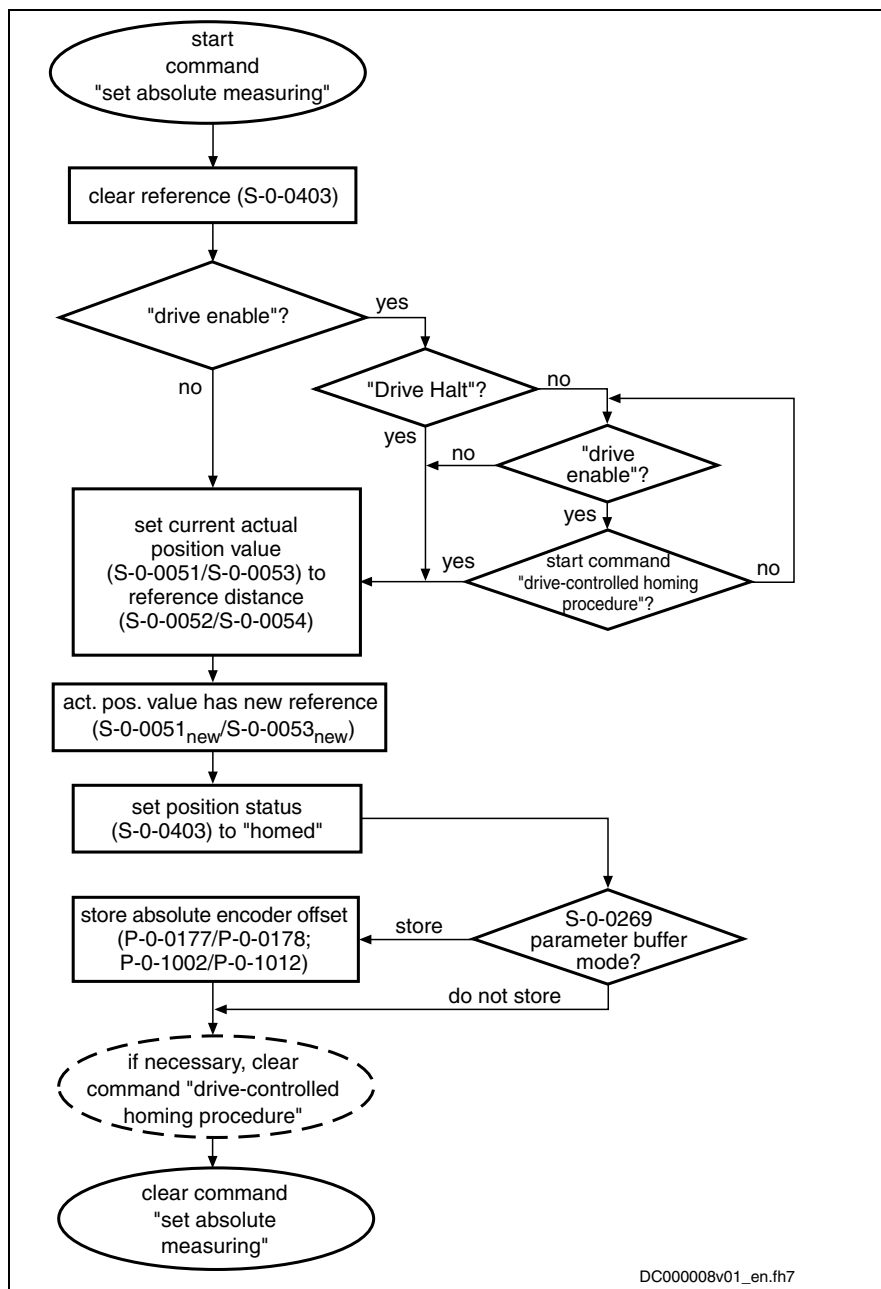 start
command
"set absolute measuring"
clear reference (S-0-0403)
"drive enable"?
yes
no
"Drive Halt"?
no
yes
"drive
enable"?
no
yes
start command
"drive-controlled homing
procedure"?
yes
no
set current actual
position value
(S-0-0051/S-0-0053) to
reference distance
(S-0-0052/S-0-0054)
act. pos. value has new reference
(S-0-0051new/S-0-0053new)
set position status
(S-0-0403) to "homed"
S-0-0269
parameter buffer
mode?
store
store absolute encoder offset
(P-0-0177/P-0-0178;
P-0-1002/P-0-1012)
do not store
if necessary, clear
command "drive-controlled
homing procedure"
clear command
"set absolute
measuring"
DC000008v01_en.fh7